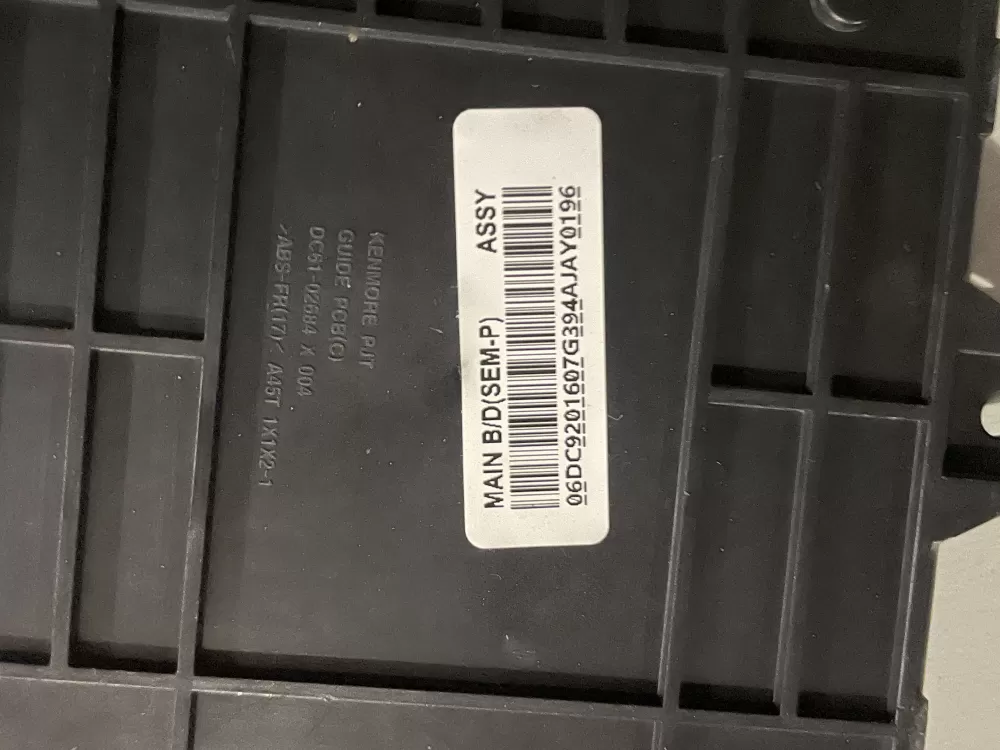 MAIN B/D(SEM-P) ASSY
06DC9201607G394AJAY0196
KENMORE PJT
GUIDE PCB(C)
DC61-02684 X 004
>ABS-FR(17)< A45T 1X1X2-1